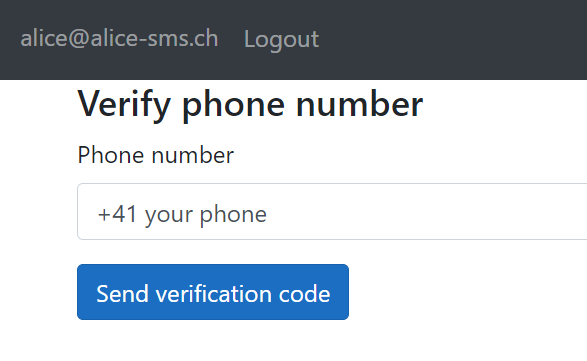 alice@alice-sms.ch Logout
Verify phone number
Phone number
+41 your phone
Send verification code